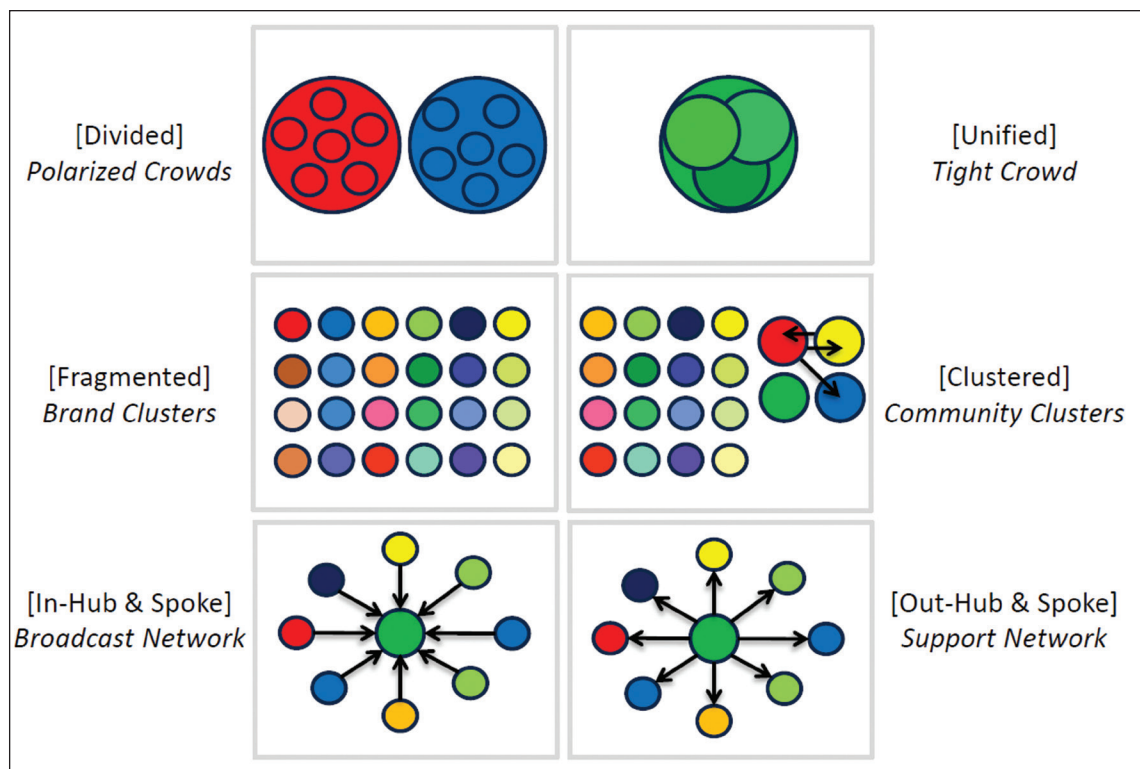 [Divided]
Polarized Crowds
[Unified]
Tight Crowd
[Fragmented]
Brand Clusters
[Clustered]
Community Clusters
[In-Hub & Spoke]
Broadcast Network
[Out-Hub & Spoke]
Support Network